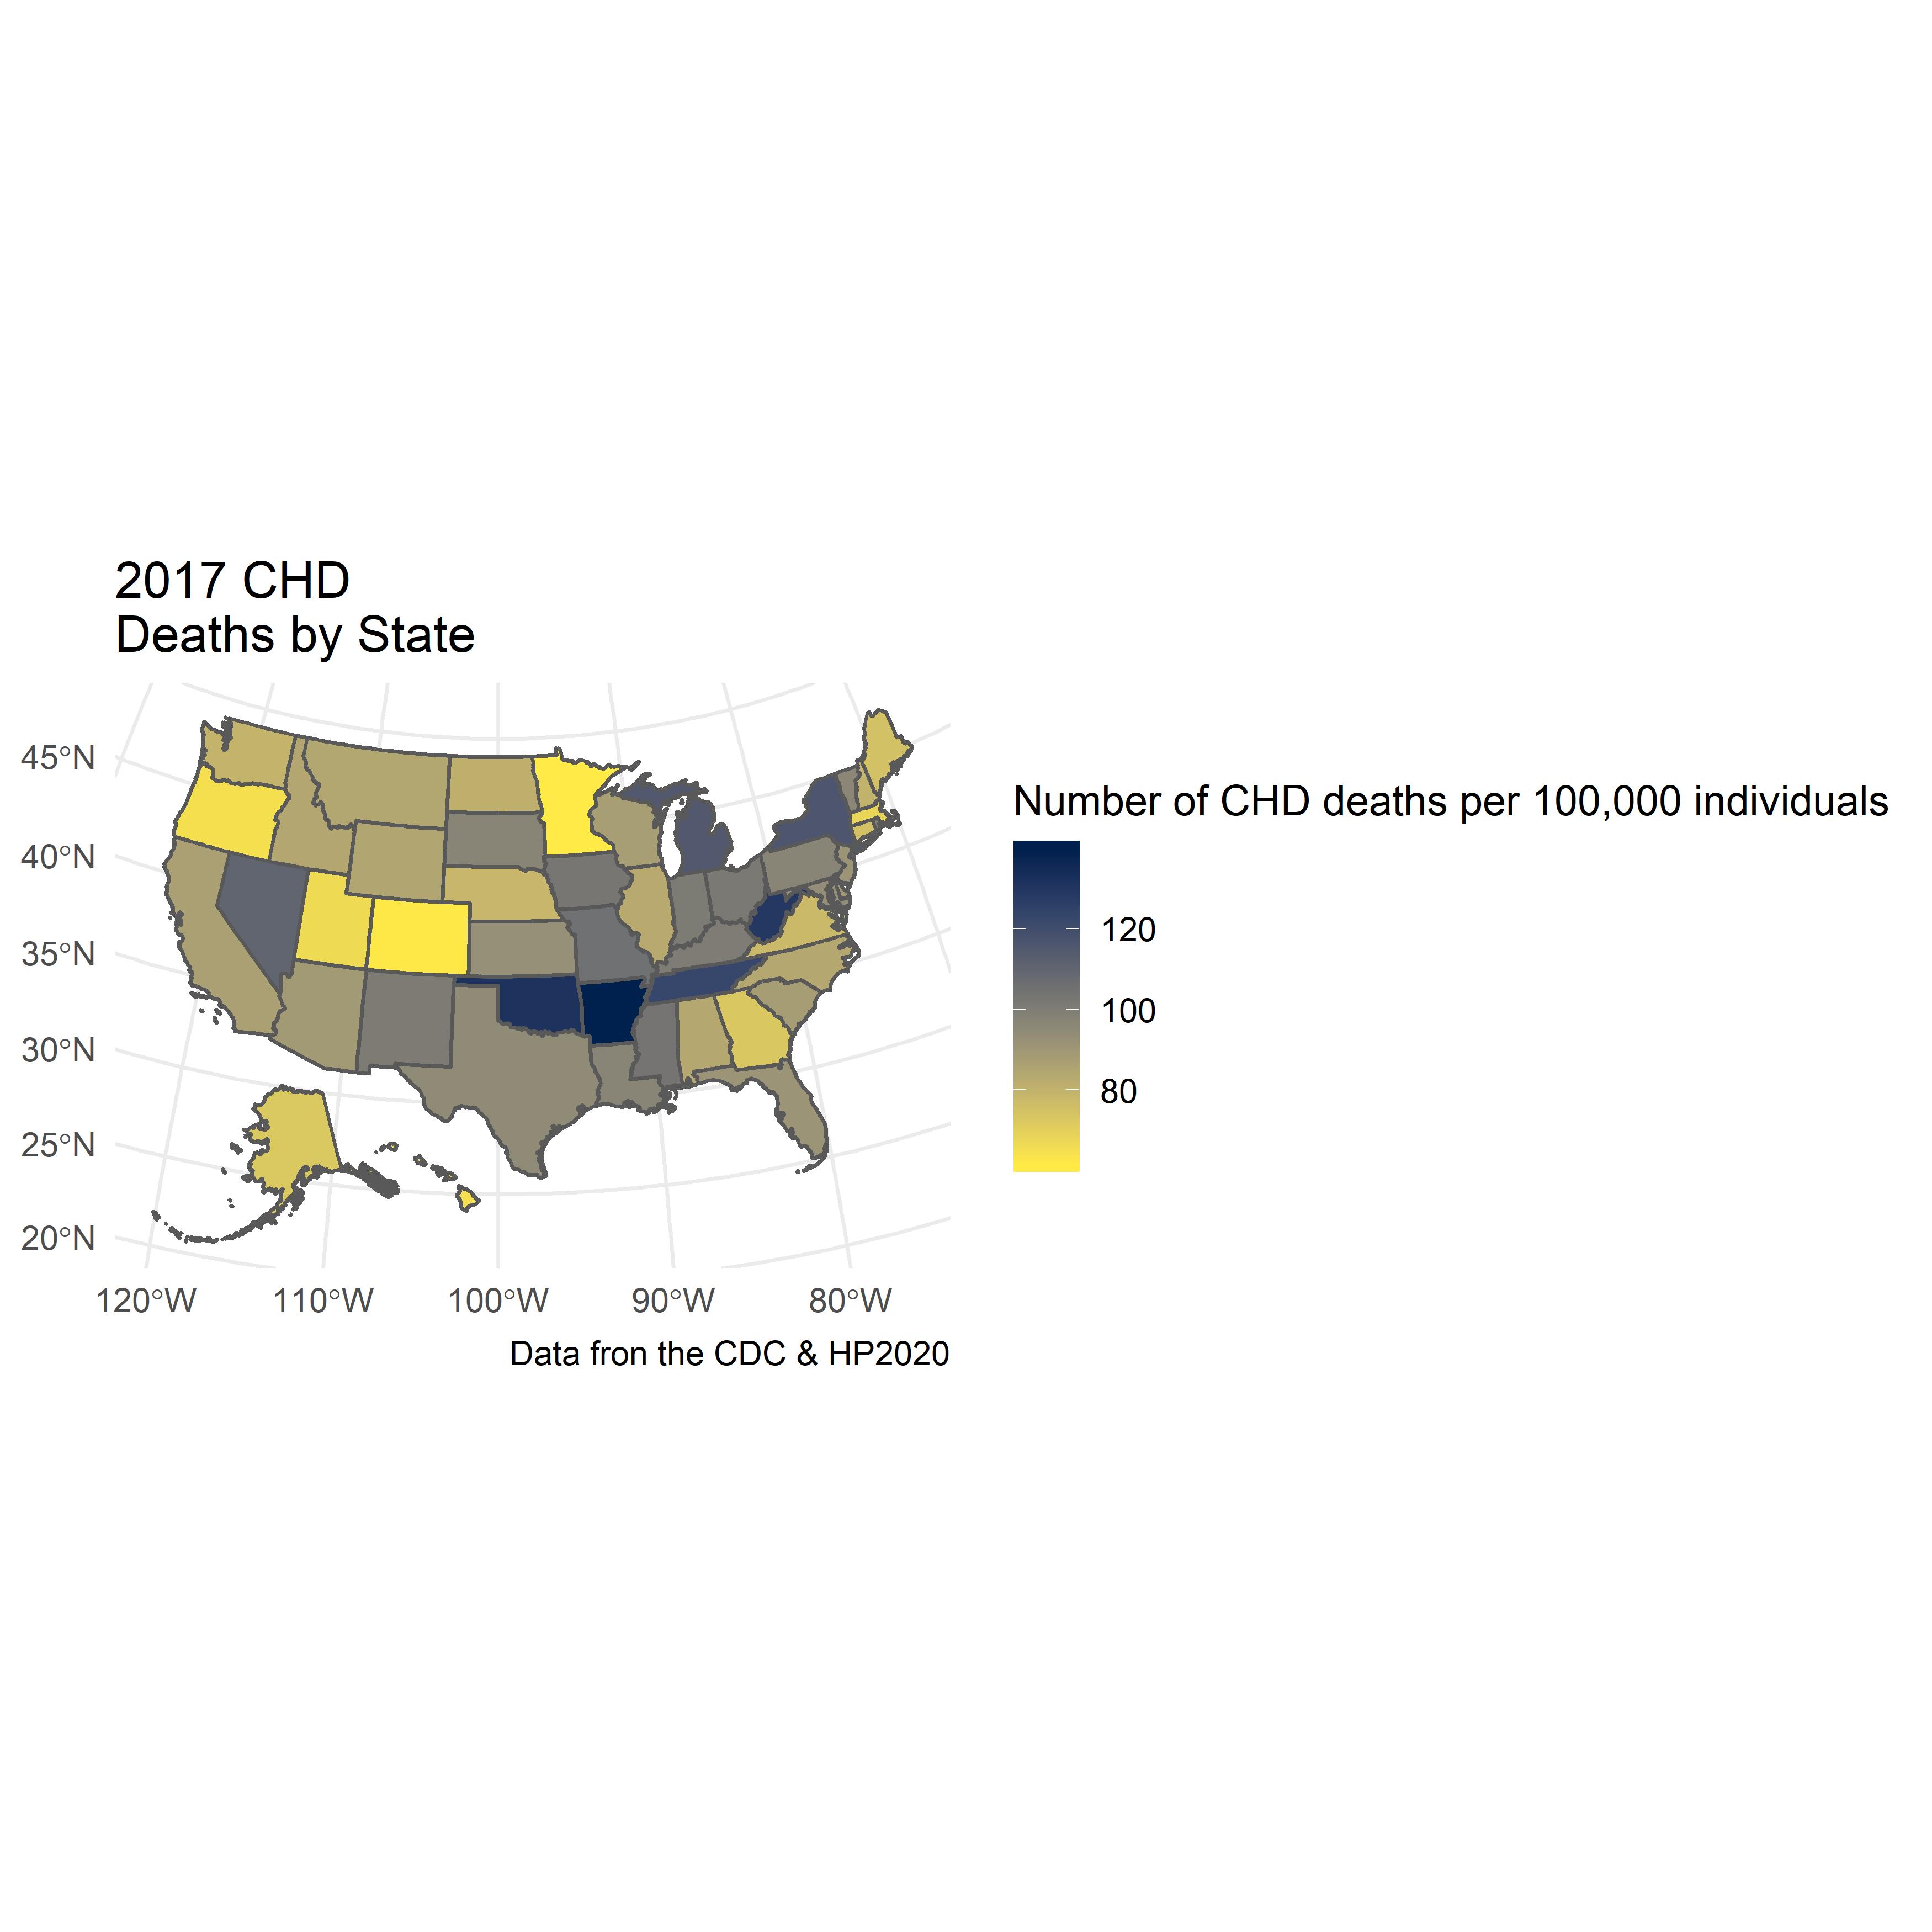 2017 CHD
Deaths by State
45°N
40°N
35°N
30°N
25°N
20°N
120°W 110°W 100°W 90°W 80°W
Data fron the CDC & HP2020
Number of CHD deaths per 100,000 individuals
120
100
80